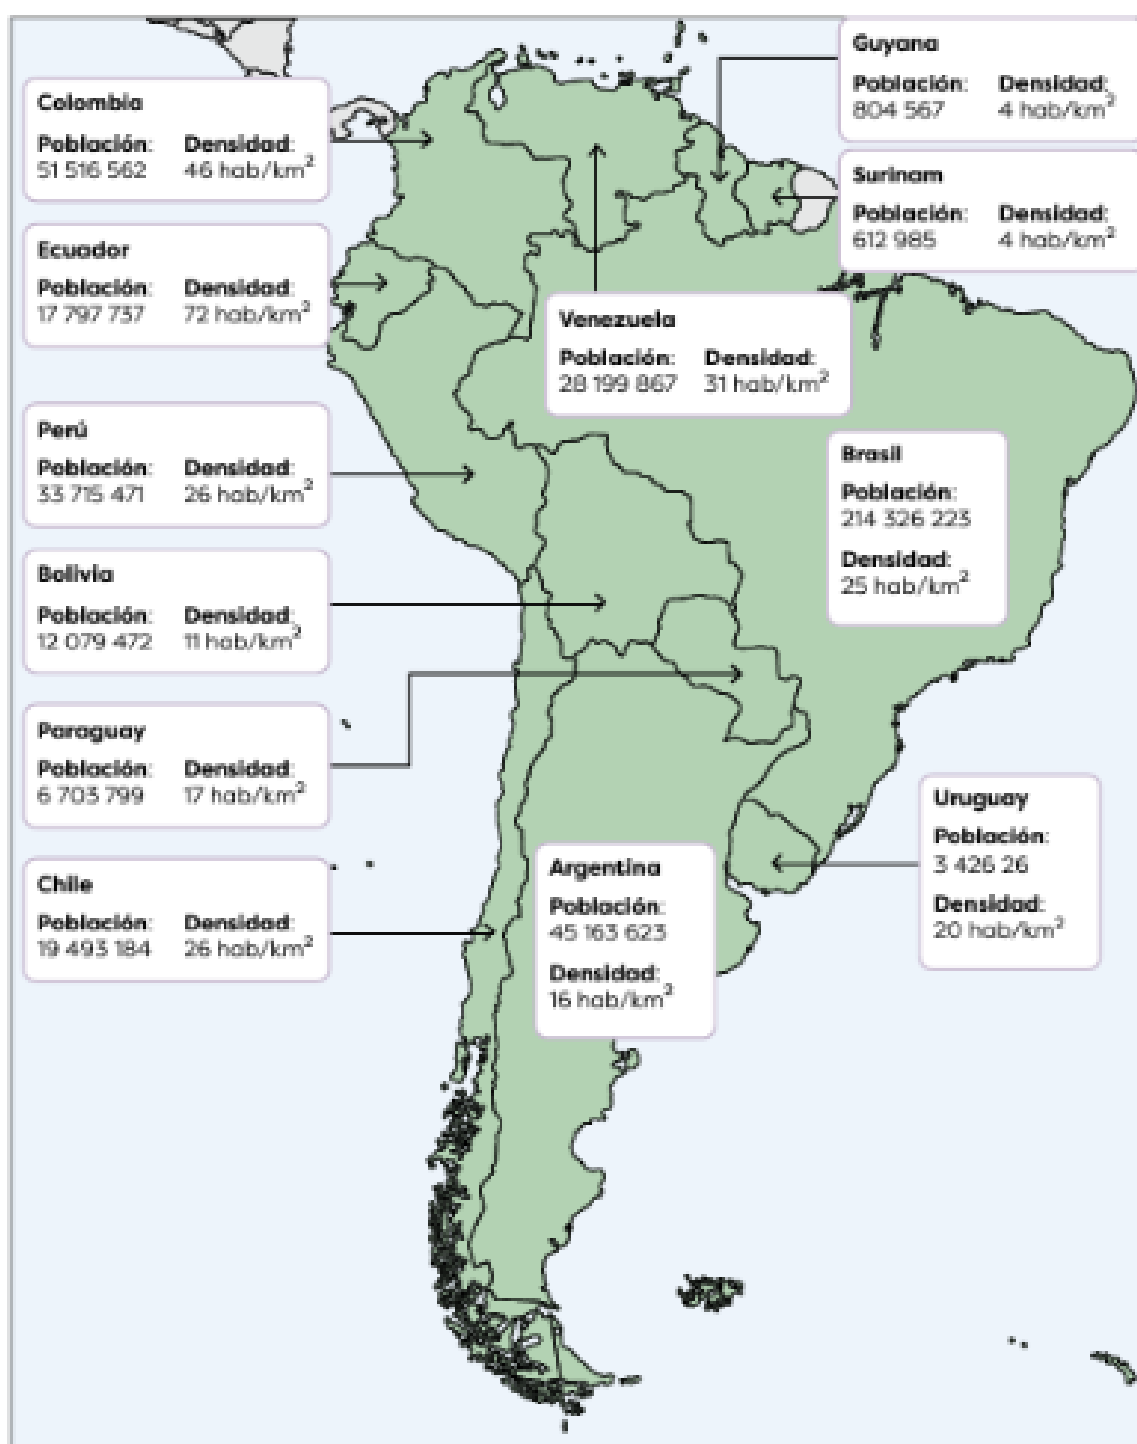 Guyana
Población: Densidad:
804 567 4 hab/km²
Colombia
Población: Densidad:
51 516 562 46 hab/km²
Surinam
Población: Densidad:
612 985 4 hab/km²
Ecuador
Población: Densidad:
17 797 737 72 hab/km²
Venezuela
Población: Densidad:
28 199 867 31 hab/km²
Perú
Población: Densidad:
33 715 471 26 hab/km²
Brasil
Población:
214 326 223
Densidad:
25 hab/km²
Bolivia
Población: Densidad:
12 079 472 11 hab/km²
Paraguay
Población: Densidad:
6 703 799 17 hab/km²
Uruguay
Población:
3 426 26
Densidad:
20 hab/km²
Chile
Población: Densidad:
19 493 184 26 hab/km²
Argentina
Población:
45 163 623
Densidad:
16 hab/km²